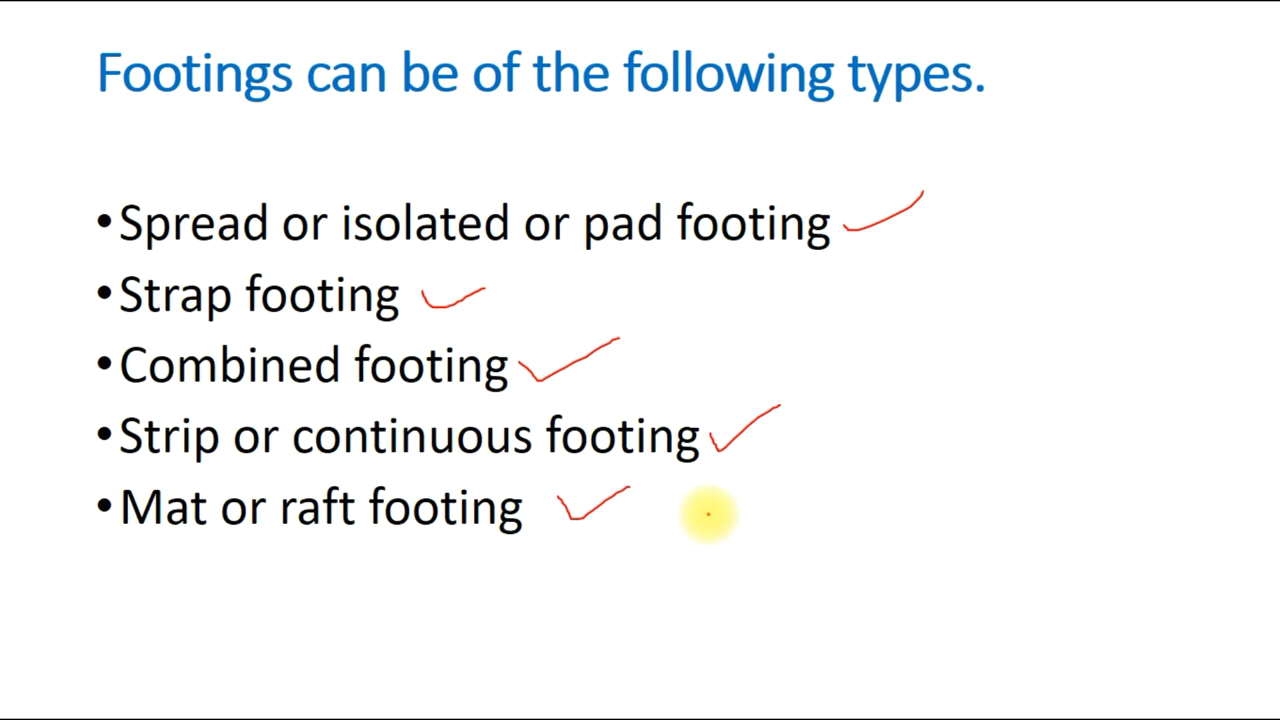 Footings can be of the following types.
•Spread or isolated or pad footing
•Strap footing
•Combined footing
•Strip or continuous footing
•Mat or raft footing